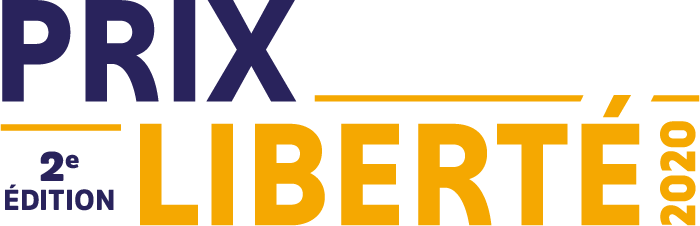 PRIX
LIBERTÉ
2e
ÉDITION
2020